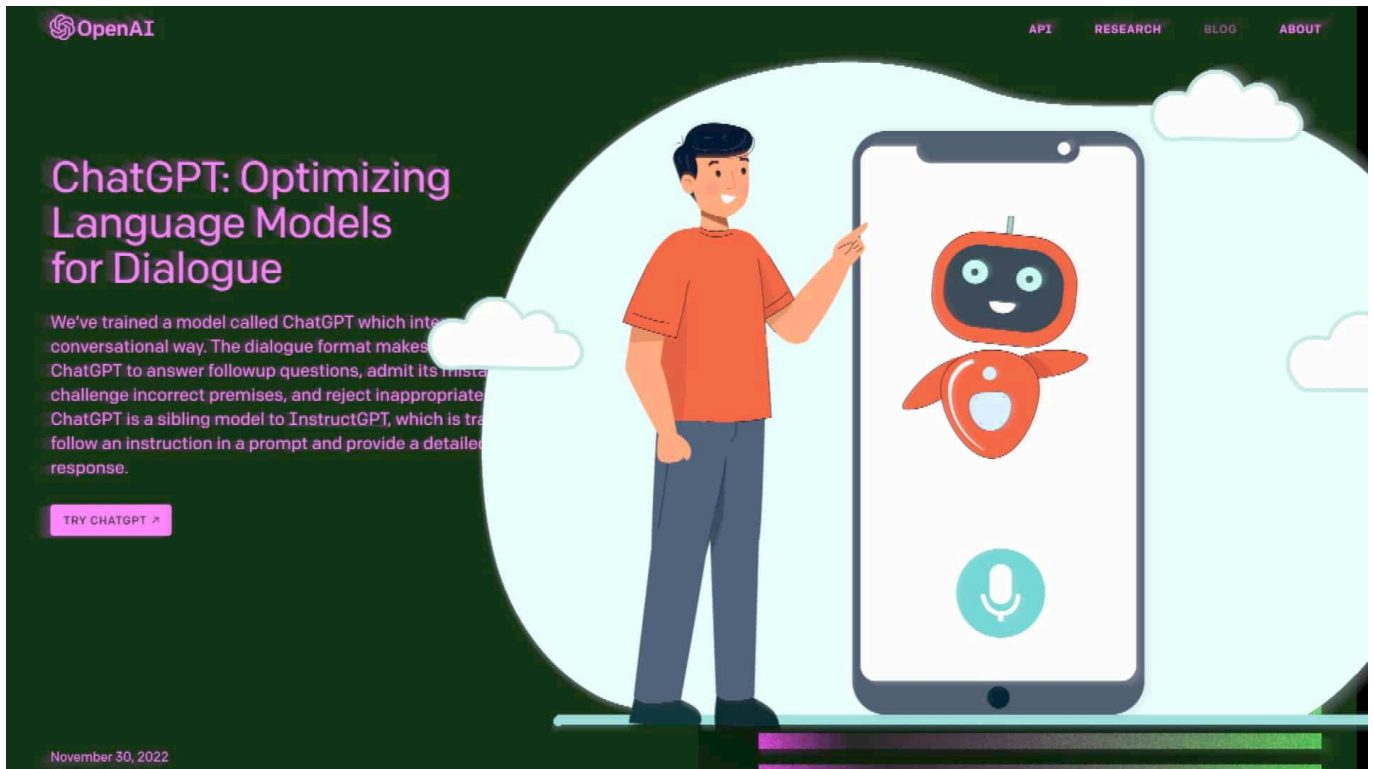 OpenAI
API RESEARCH BLOG ABOUT
ChatGPT: Optimizing
Language Models
for Dialogue
We've trained a model called ChatGPT which
conversational way. The dialogue format makes
ChatGPT to answer followup questions, admit its
challenge incorrect premises, and reject inappropriate
ChatGPT is a sibling model to InstructGPT, which is
follow an instruction in a prompt and provide a detailed
response.
TRY CHATGPT ↗
November 30, 2022